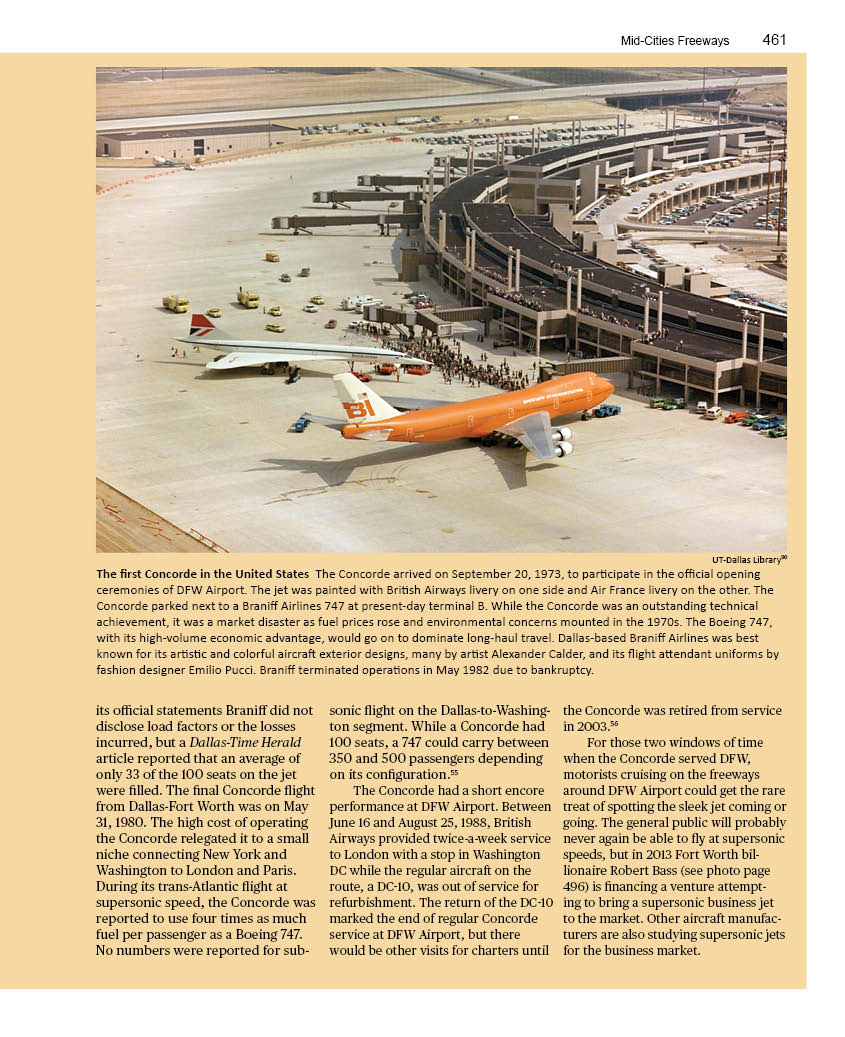 Mid-Cities Freeways 461
BRANIFF INTERNATIONAL
BI
UT-Dallas Library⁹⁰
The first Concorde in the United States The Concorde arrived on September 20, 1973, to participate in the official opening
ceremonies of DFW Airport. The jet was painted with British Airways livery on one side and Air France livery on the other. The
Concorde parked next to a Braniff Airlines 747 at present-day terminal B. While the Concorde was an outstanding technical
achievement, it was a market disaster as fuel prices rose and environmental concerns mounted in the 1970s. The Boeing 747,
with its high-volume economic advantage, would go on to dominate long-haul travel. Dallas-based Braniff Airlines was best
known for its artistic and colorful aircraft exterior designs, many by artist Alexander Calder, and its flight attendant uniforms by
fashion designer Emilio Pucci. Braniff terminated operations in May 1982 due to bankruptcy.
its official statements Braniff did not
disclose load factors or the losses
incurred, but a Dallas-Time Herald
article reported that an average of
only 33 of the 100 seats on the jet
were filled. The final Concorde flight
from Dallas-Fort Worth was on May
31, 1980. The high cost of operating
the Concorde relegated it to a small
niche connecting New York and
Washington to London and Paris.
During its trans-Atlantic flight at
supersonic speed, the Concorde was
reported to use four times as much
fuel per passenger as a Boeing 747.
No numbers were reported for sub-
sonic flight on the Dallas-to-Washing-
ton segment. While a Concorde had
100 seats, a 747 could carry between
350 and 500 passengers depending
on its configuration.⁵⁵
The Concorde had a short encore
performance at DFW Airport. Between
June 16 and August 25, 1988, British
Airways provided twice-a-week service
to London with a stop in Washington
DC while the regular aircraft on the
route, a DC-10, was out of service for
refurbishment. The return of the DC-10
marked the end of regular Concorde
service at DFW Airport, but there
would be other visits for charters until
the Concorde was retired from service
in 2003.⁵⁶
For those two windows of time
when the Concorde served DFW,
motorists cruising on the freeways
around DFW Airport could get the rare
treat of spotting the sleek jet coming or
going. The general public will probably
never again be able to fly at supersonic
speeds, but in 2013 Fort Worth bil-
lionaire Robert Bass (see photo page
496) is financing a venture attempt-
ing to bring a supersonic business jet
to the market. Other aircraft manufac-
turers are also studying supersonic jets
for the business market.